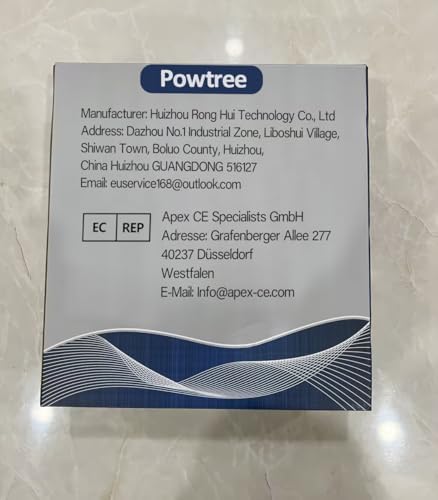 Powtree
Manufacturer: Huizhou Rong Hui Technology Co., Ltd
Address: Dazhou No.1 Industrial Zone, Liboshui Village,
Shiwan Town, Boluo County, Huizhou,
China Huizhou GUANGDONG 516127
Email: euservice168@outlook.com
EC REP
Apex CE Specialists GmbH
Adresse: Grafenberger Allee 277
40237 Düsseldorf
Westfalen
E-Mail: Info@apex-ce.com